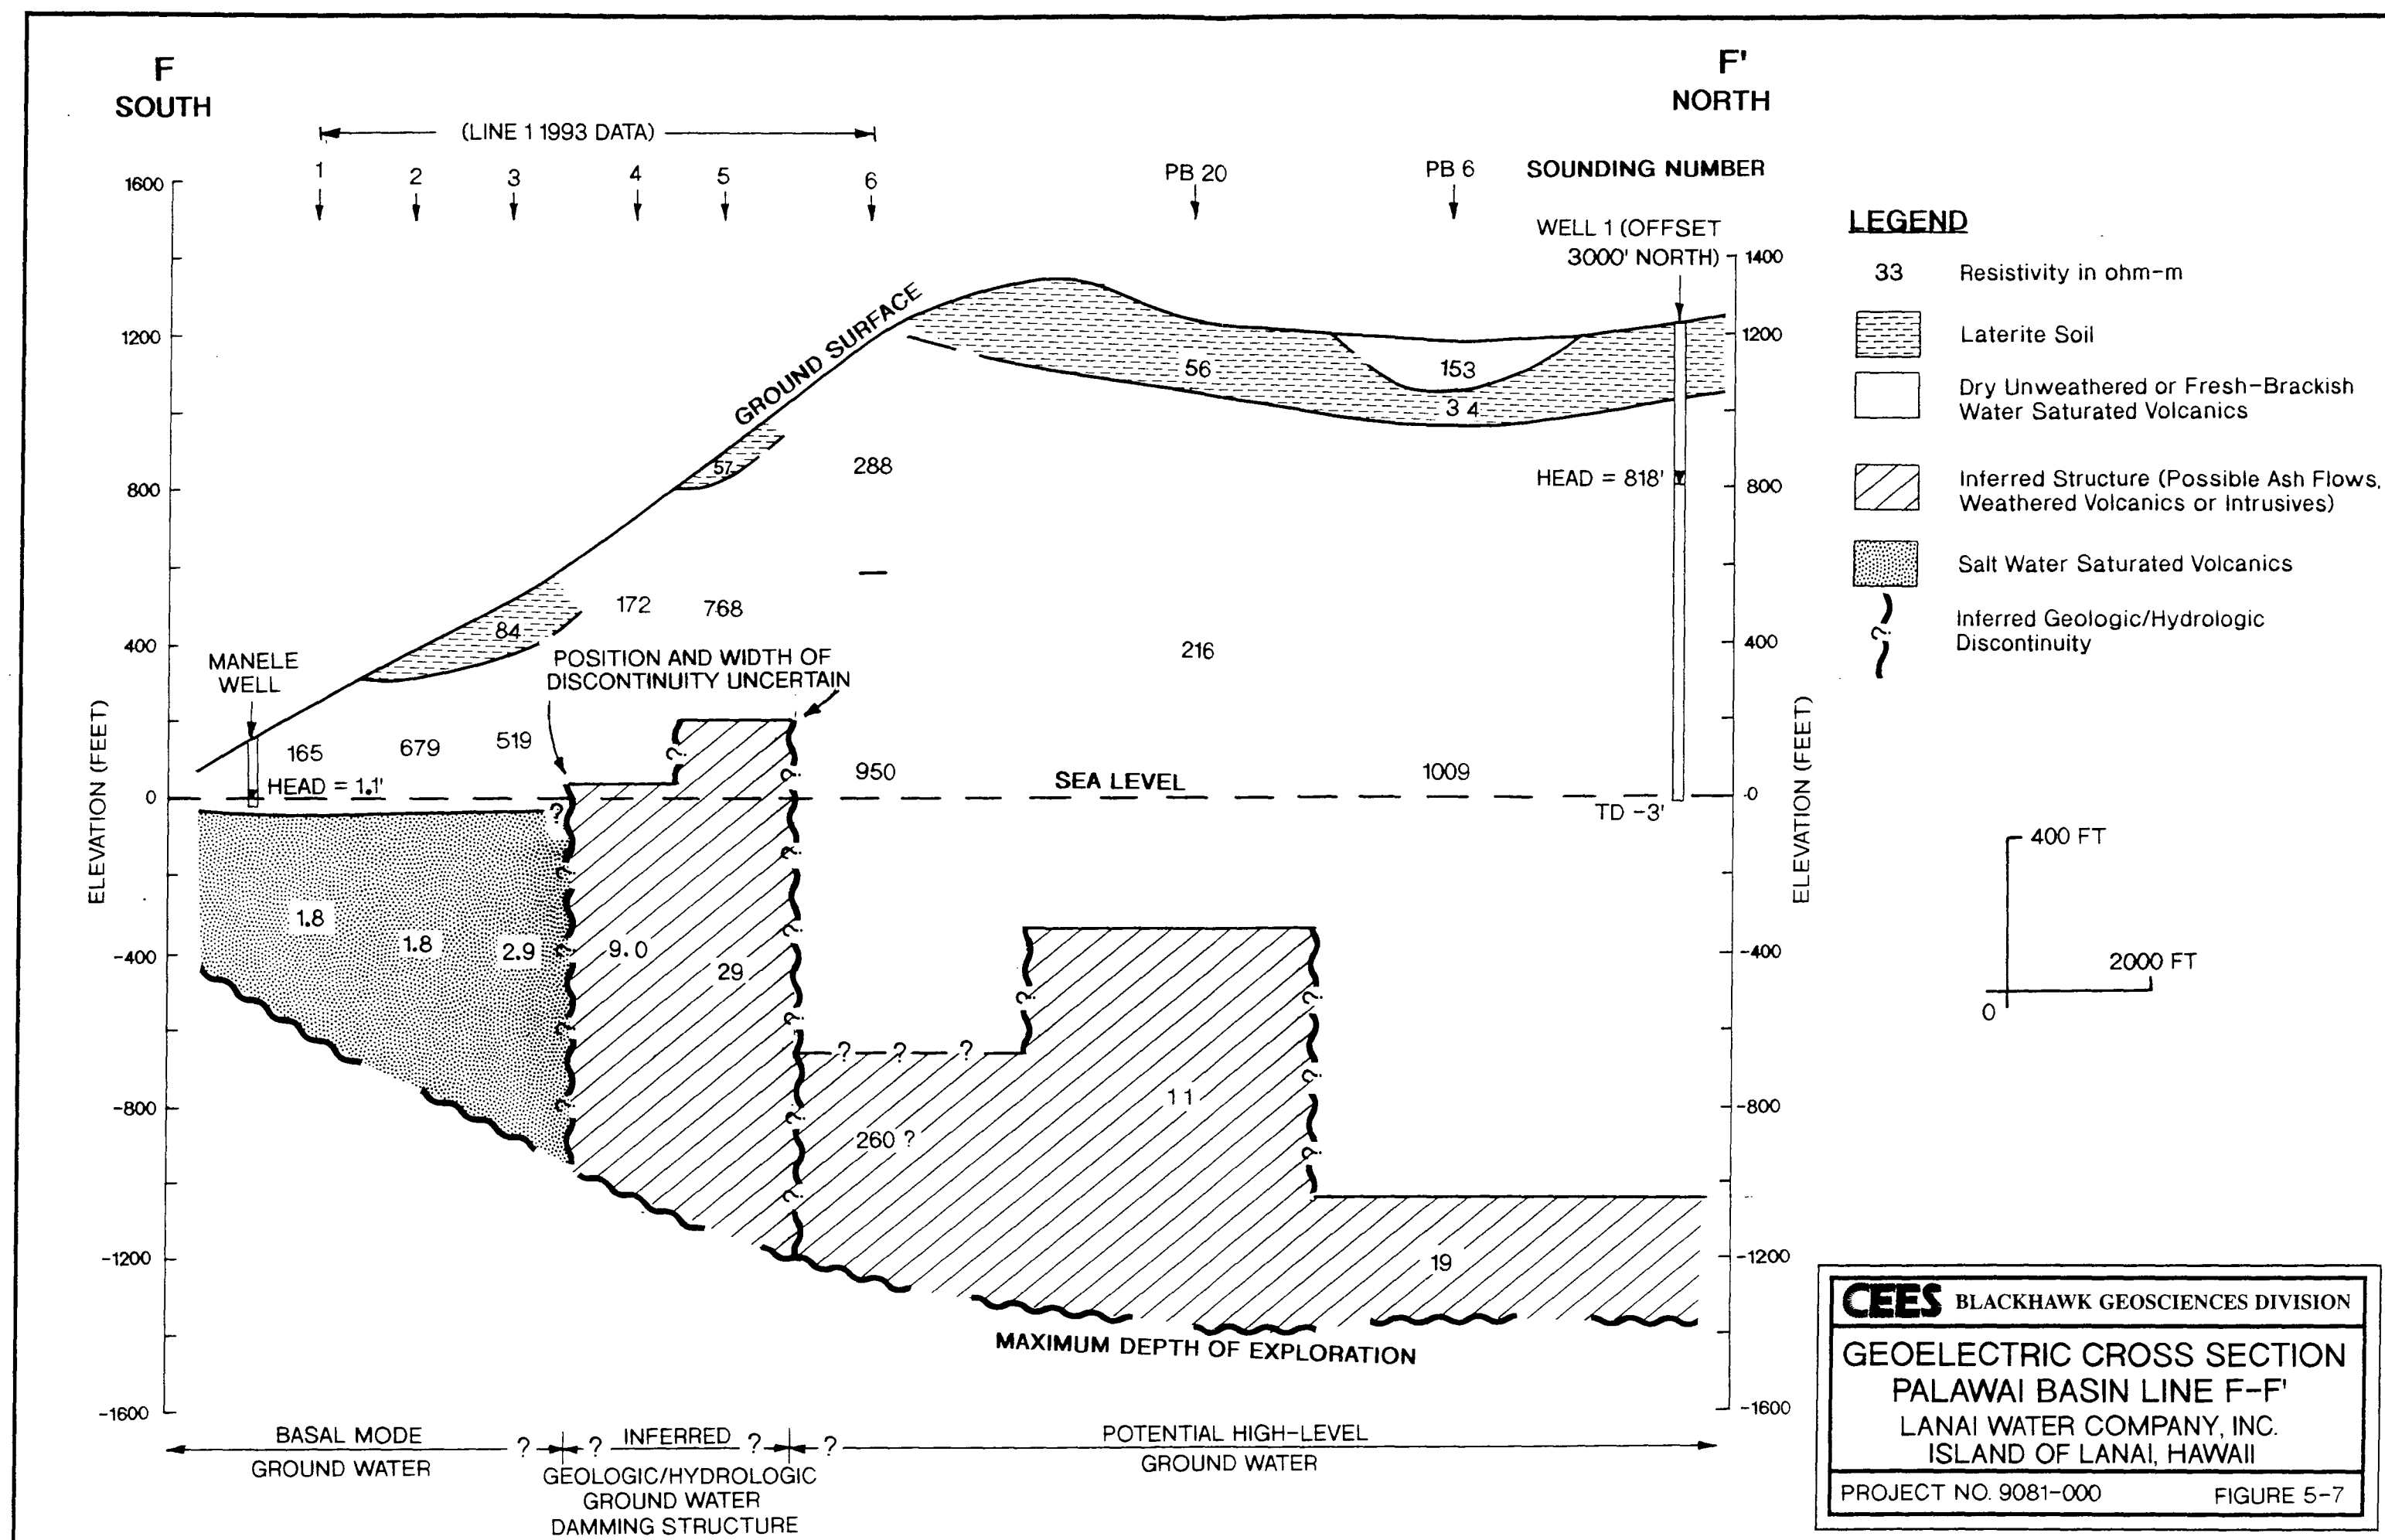 F
SOUTH
F'
NORTH
(LINE 1 1993 DATA)
1
2
3
4
5
6
PB 20
PB 6
SOUNDING NUMBER
WELL 1 (OFFSET
3000' NORTH)
GROUND SURFACE
1600
1200
800
400
0
-400
-800
-1200
-1600
ELEVATION (FEET)
1400
1200
800
400
0
-400
-800
-1200
-1600
ELEVATION (FEET)
56
153
34
57
288
HEAD = 818'
84
172
768
216
MANELE
WELL
POSITION AND WIDTH OF
DISCONTINUITY UNCERTAIN
165
679
519
950
1009
HEAD = 1.1'
SEA LEVEL
TD -3'
? ? ? ? ? ?
? ? ? ? ? ? ?
? ? ?
?
? ? ?
1.8
1.8
2.9
9.0
29
11
260 ?
19
MAXIMUM DEPTH OF EXPLORATION
BASAL MODE
GROUND WATER
? ? INFERRED ? ?
GEOLOGIC/HYDROLOGIC
GROUND WATER
DAMMING STRUCTURE
POTENTIAL HIGH-LEVEL
GROUND WATER
LEGEND
33 Resistivity in ohm-m
Laterite Soil
Dry Unweathered or Fresh-Brackish
Water Saturated Volcanics
Inferred Structure (Possible Ash Flows,
Weathered Volcanics or Intrusives)
Salt Water Saturated Volcanics
? Inferred Geologic/Hydrologic
Discontinuity
400 FT
2000 FT
0
CEES BLACKHAWK GEOSCIENCES DIVISION
GEOELECTRIC CROSS SECTION
PALAWAI BASIN LINE F-F'
LANAI WATER COMPANY, INC.
ISLAND OF LANAI, HAWAII
PROJECT NO. 9081-000 FIGURE 5-7